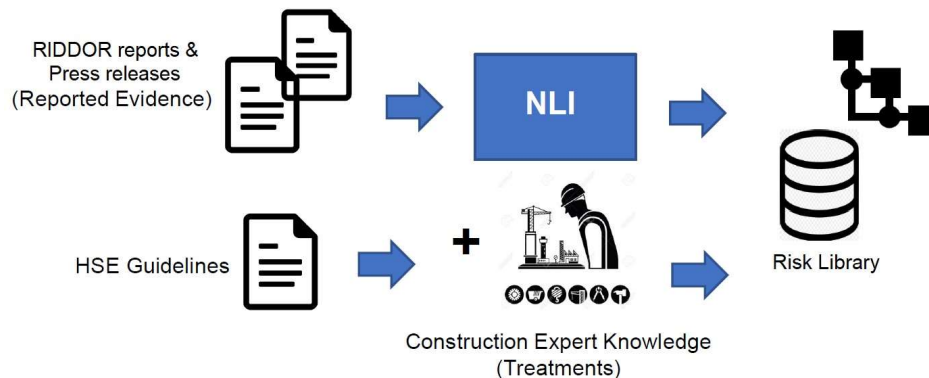 RIDDOR reports &
Press releases
(Reported Evidence)
NLI
HSE Guidelines
+
Risk Library
Construction Expert Knowledge
(Treatments)